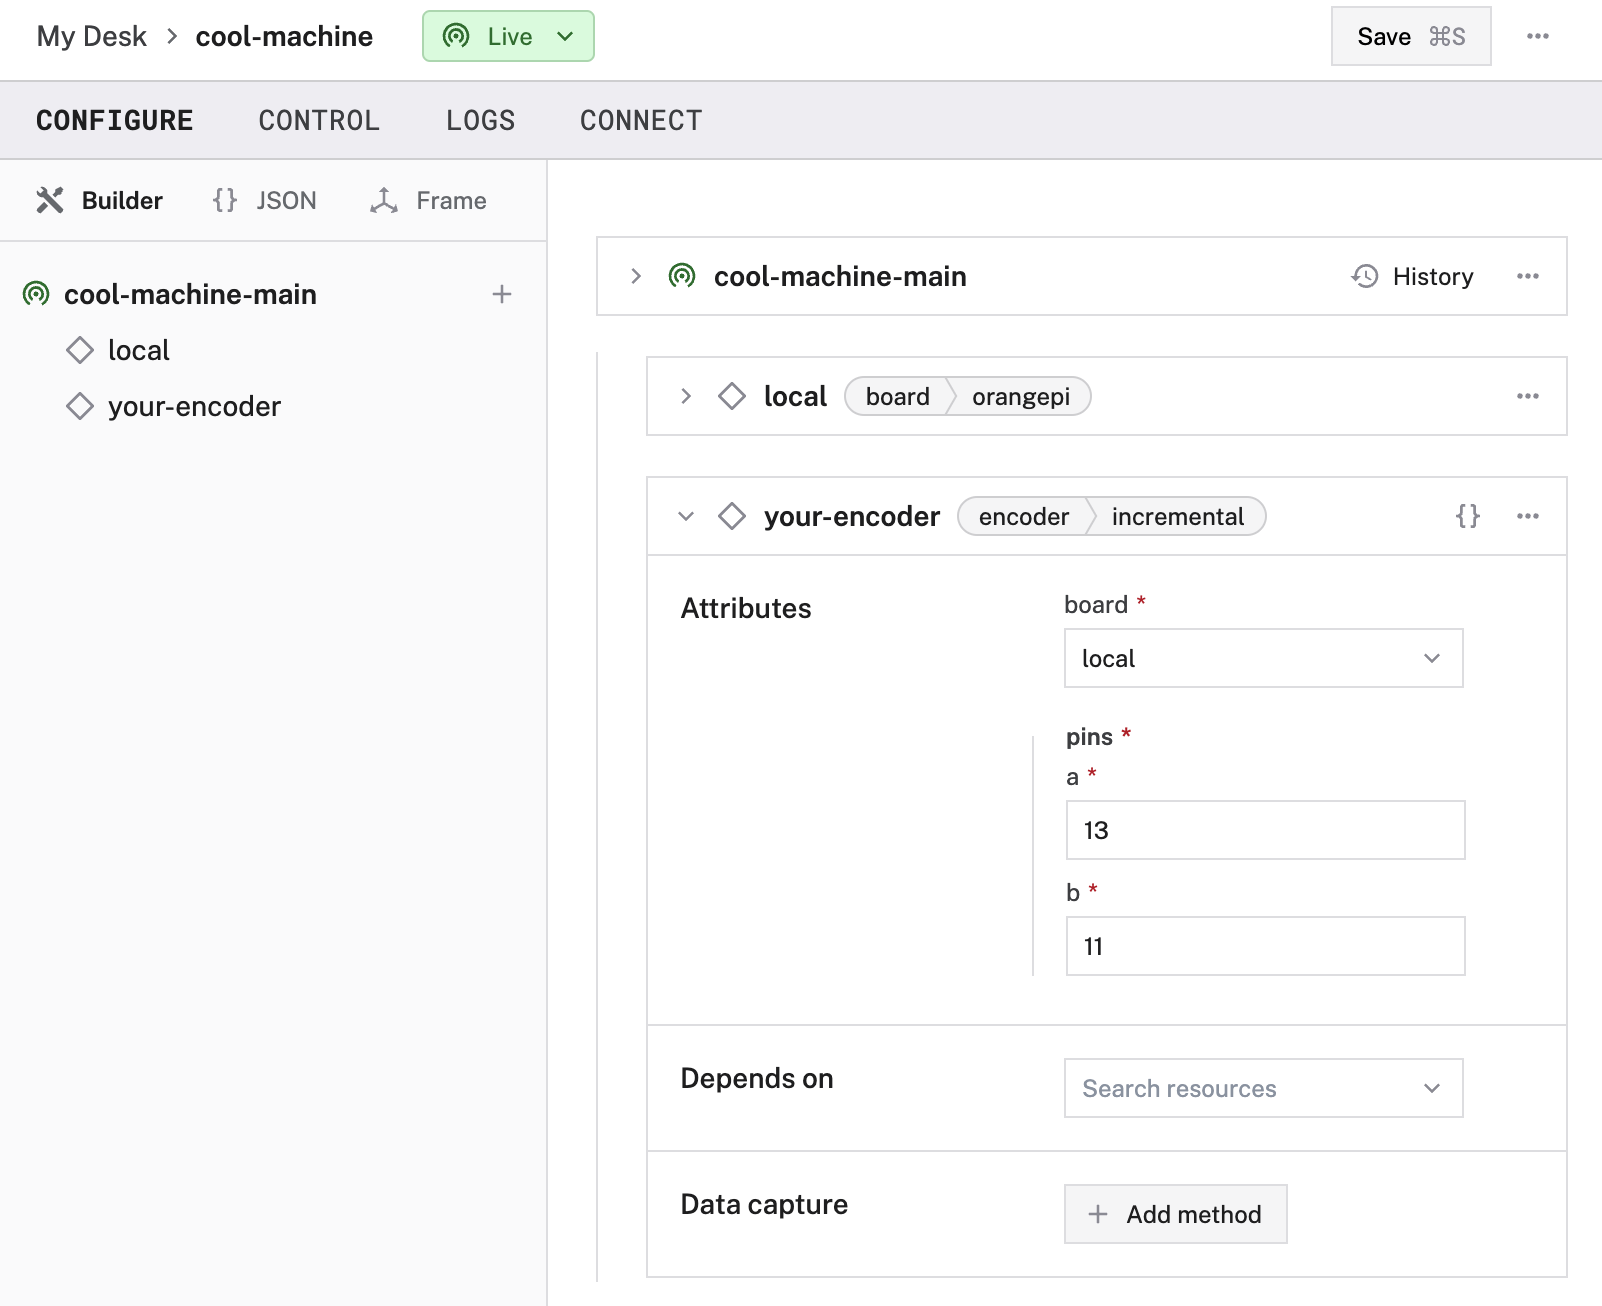 My Desk > cool-machine Live Save ⌘S ...
CONFIGURE CONTROL LOGS CONNECT
Builder {} JSON Frame
cool-machine-main +
local
your-encoder
cool-machine-main History ...
local board orangepi ...
your-encoder encoder incremental {} ...
Attributes
board *
local
pins *
a *
13
b *
11
Depends on
Search resources
Data capture
+ Add method